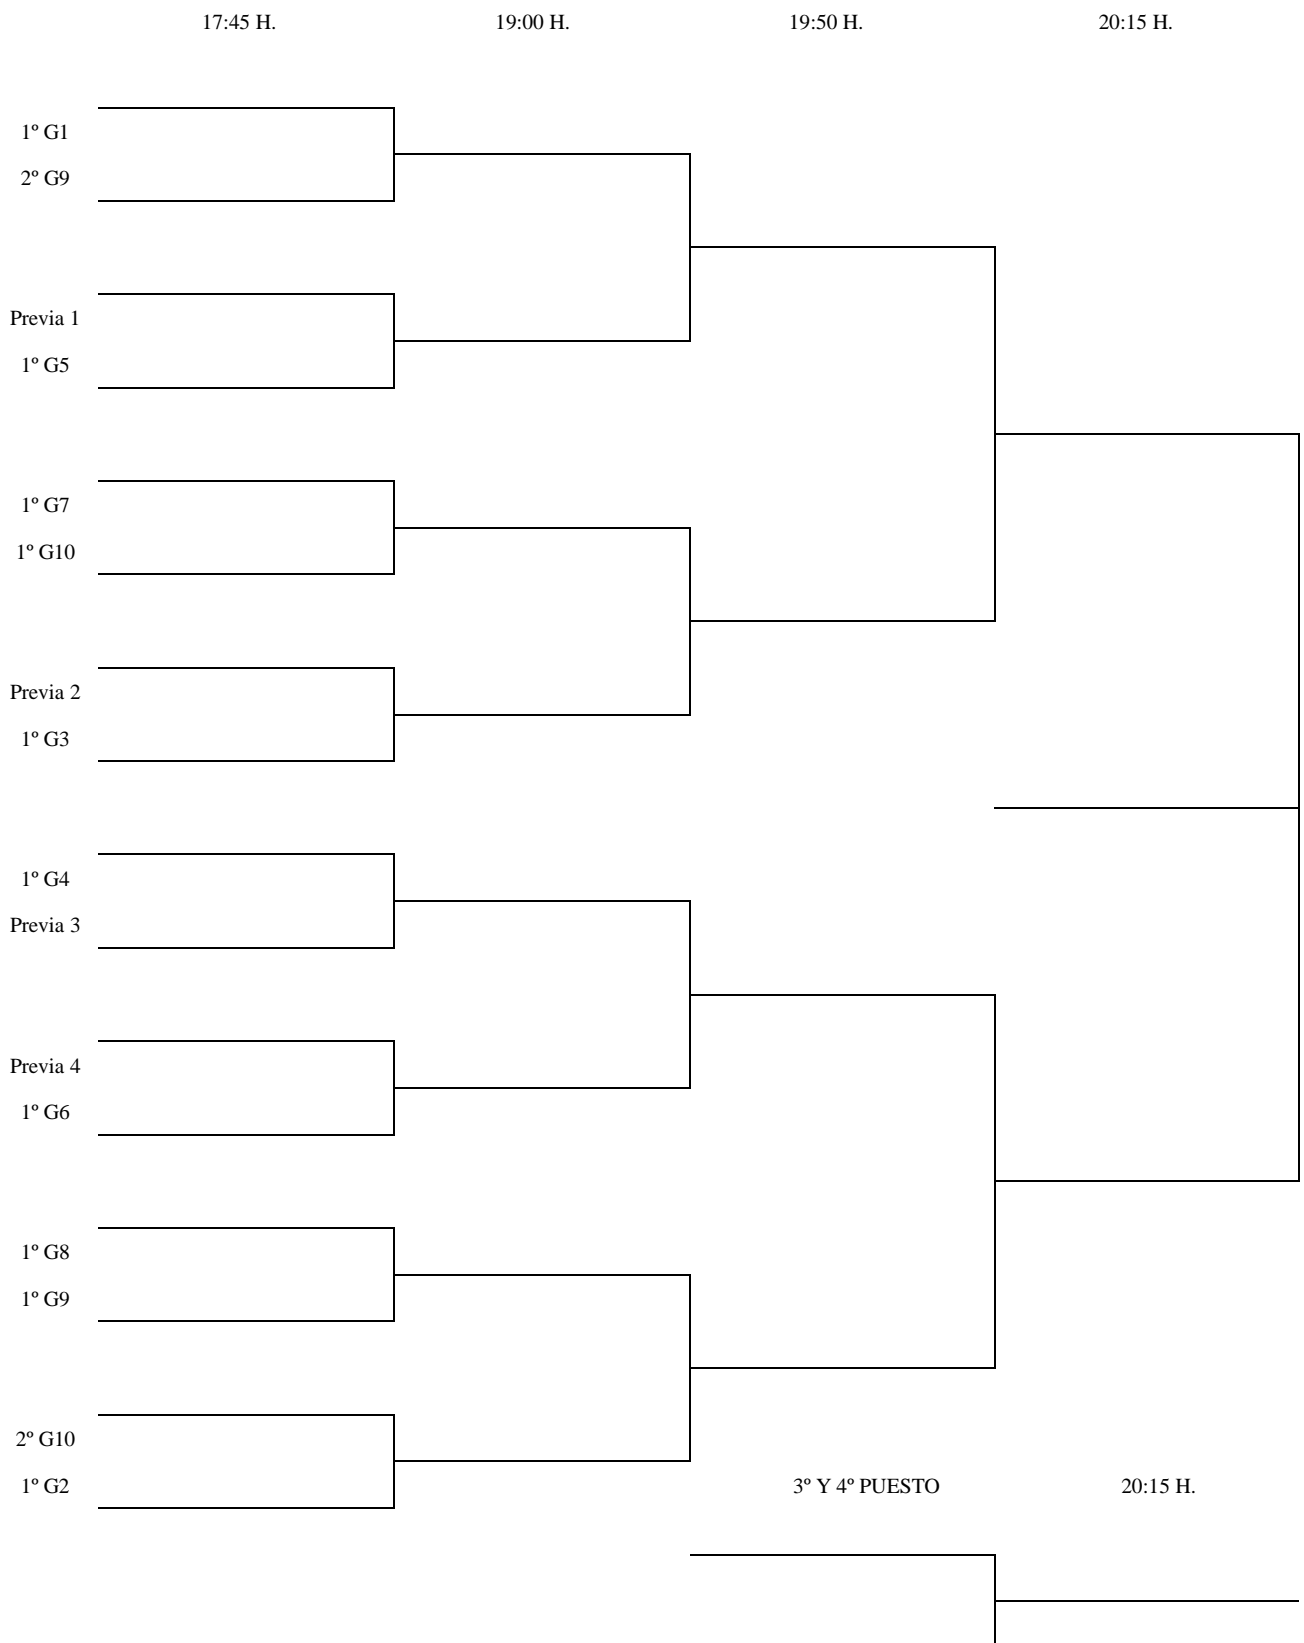 17:45 H. 19:00 H. 19:50 H. 20:15 H.
1º G1
2º G9
Previa 1
1º G5
1º G7
1º G10
Previa 2
1º G3
1º G4
Previa 3
Previa 4
1º G6
1º G8
1º G9
2º G10
1º G2 3º Y 4º PUESTO 20:15 H.